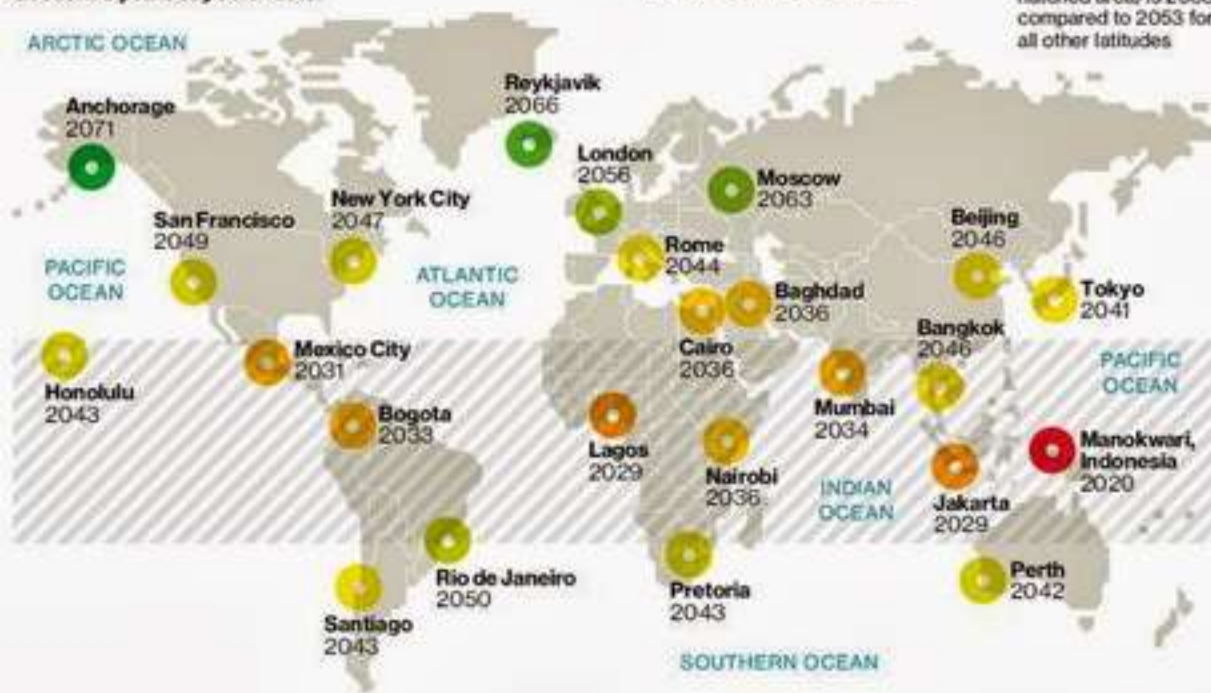 compared to 2053 for
all other latitudes
ARCTIC OCEAN
Reykjavik
2066
Anchorage
2071
London
2056
Moscow
2063
New York City
2047
San Francisco
2049
Beijing
2046
Rome
2044
PACIFIC
OCEAN
ATLANTIC
OCEAN
Baghdad
2036
Tokyo
2041
Bangkok
2046
Cairo
2036
Mexico City
2031
PACIFIC
OCEAN
Honolulu
2043
Mumbai
2034
Bogota
2033
Lagos
2029
Manokwari,
Indonesia
2020
Nairobi
2036
INDIAN
OCEAN
Jakarta
2029
Rio de Janeiro
2050
Perth
2042
Pretoria
2043
Santiago
2043
SOUTHERN OCEAN